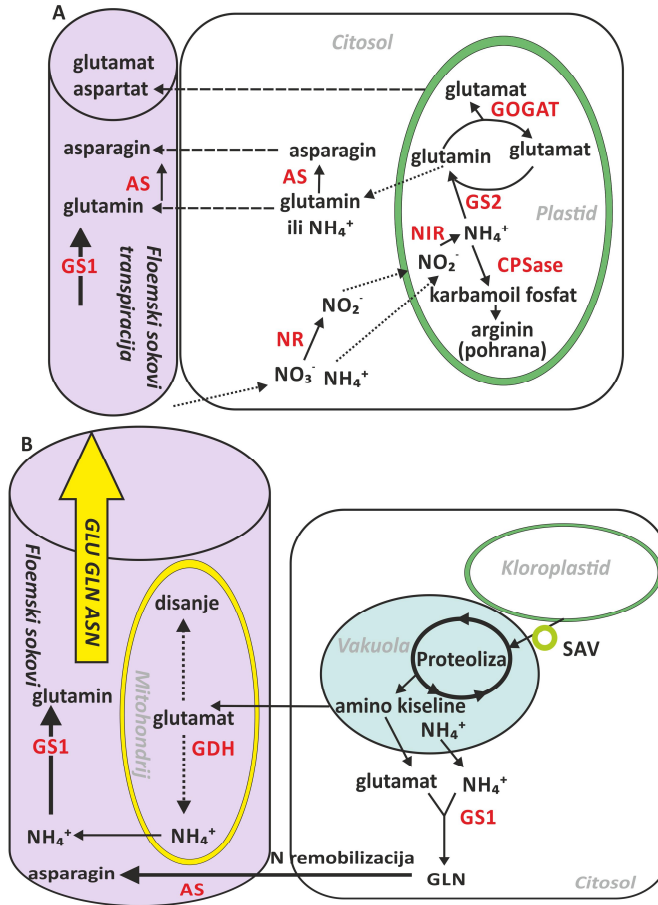 A
glutamat
aspartat
asparagin
AS
glutamin
GS1
Floemski sokovi
transpiracija
Citosol
asparagin
AS
glutamin
ili NH₄⁺
NO₂⁻
NR
NO₃⁻
NH₄⁺
glutamat
GOGAT
glutamin
glutamat
GS2
Plastid
NIR
NH₄⁺
NO₂⁻
CPSase
karbamoil fosfat
arginin
(pohrana)
B
GLU GLN ASN
Floemski sokovi
disanje
Mitohondrij
glutamin
glutamat
GS1
GDH
NH₄⁺
NH₄⁺
asparagin
AS
N remobilizacija
Kloroplastid
Vakuola
Proteoliza
SAV
amino kiseline
NH₄⁺
glutamat
NH₄⁺
GS1
GLN
Citosol